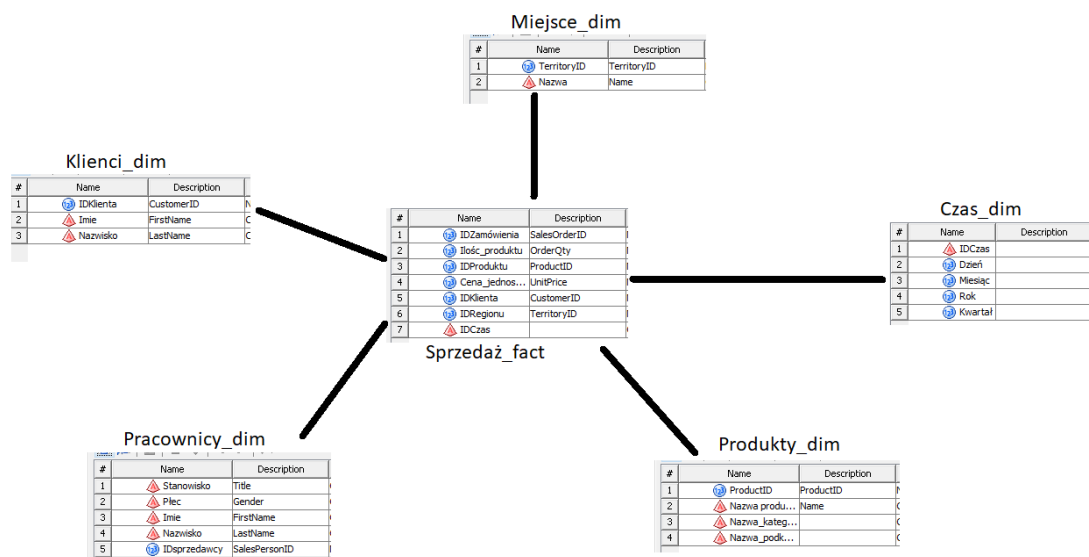 Miejsce_dim
# Name Description
1 TerritoryID TerritoryID
2 Nazwa Name
Klienci_dim
# Name Description
1 IDKlienta CustomerID N
2 Imie FirstName C
3 Nazwisko LastName C
# Name Description
1 IDZamówienia SalesOrderID
2 Ilośc_produktu OrderQty
3 IDProduktu ProductID
4 Cena_jednos... UnitPrice
5 IDKlienta CustomerID
6 IDRegionu TerritoryID
7 IDCzas
Sprzedaż_fact
Czas_dim
# Name Description
1 IDCzas
2 Dzień
3 Miesiąc
4 Rok
5 Kwartał
Pracownicy_dim
# Name Description
1 Stanowisko Title
2 Płec Gender
3 Imie FirstName
4 Nazwisko LastName
5 IDsprzedawcy SalesPersonID
Produkty_dim
# Name Description
1 ProductID ProductID
2 Nazwa produ... Name
3 Nazwa_kateg...
4 Nazwa_podk...